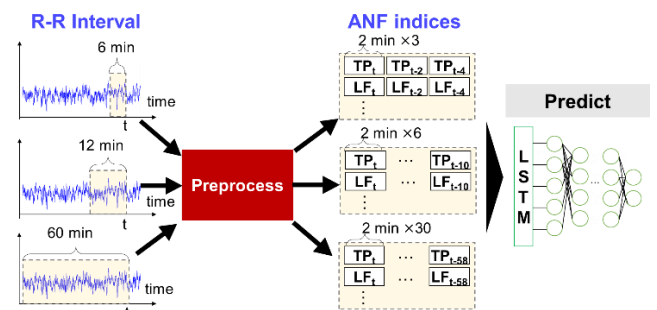 R-R Interval
ANF indices
6 min
time
t
12 min
time
t
60 min
time
Preprocess
2 min ×3
TPt TPt-2 TPt-4
LFt LFt-2 LFt-4
⋮
2 min ×6
TPt ⋯ TPt-10
LFt ⋯ LFt-10
⋮
2 min ×30
TPt ⋯ TPt-58
LFt ⋯ LFt-58
⋮
Predict
L
S
T
M
...